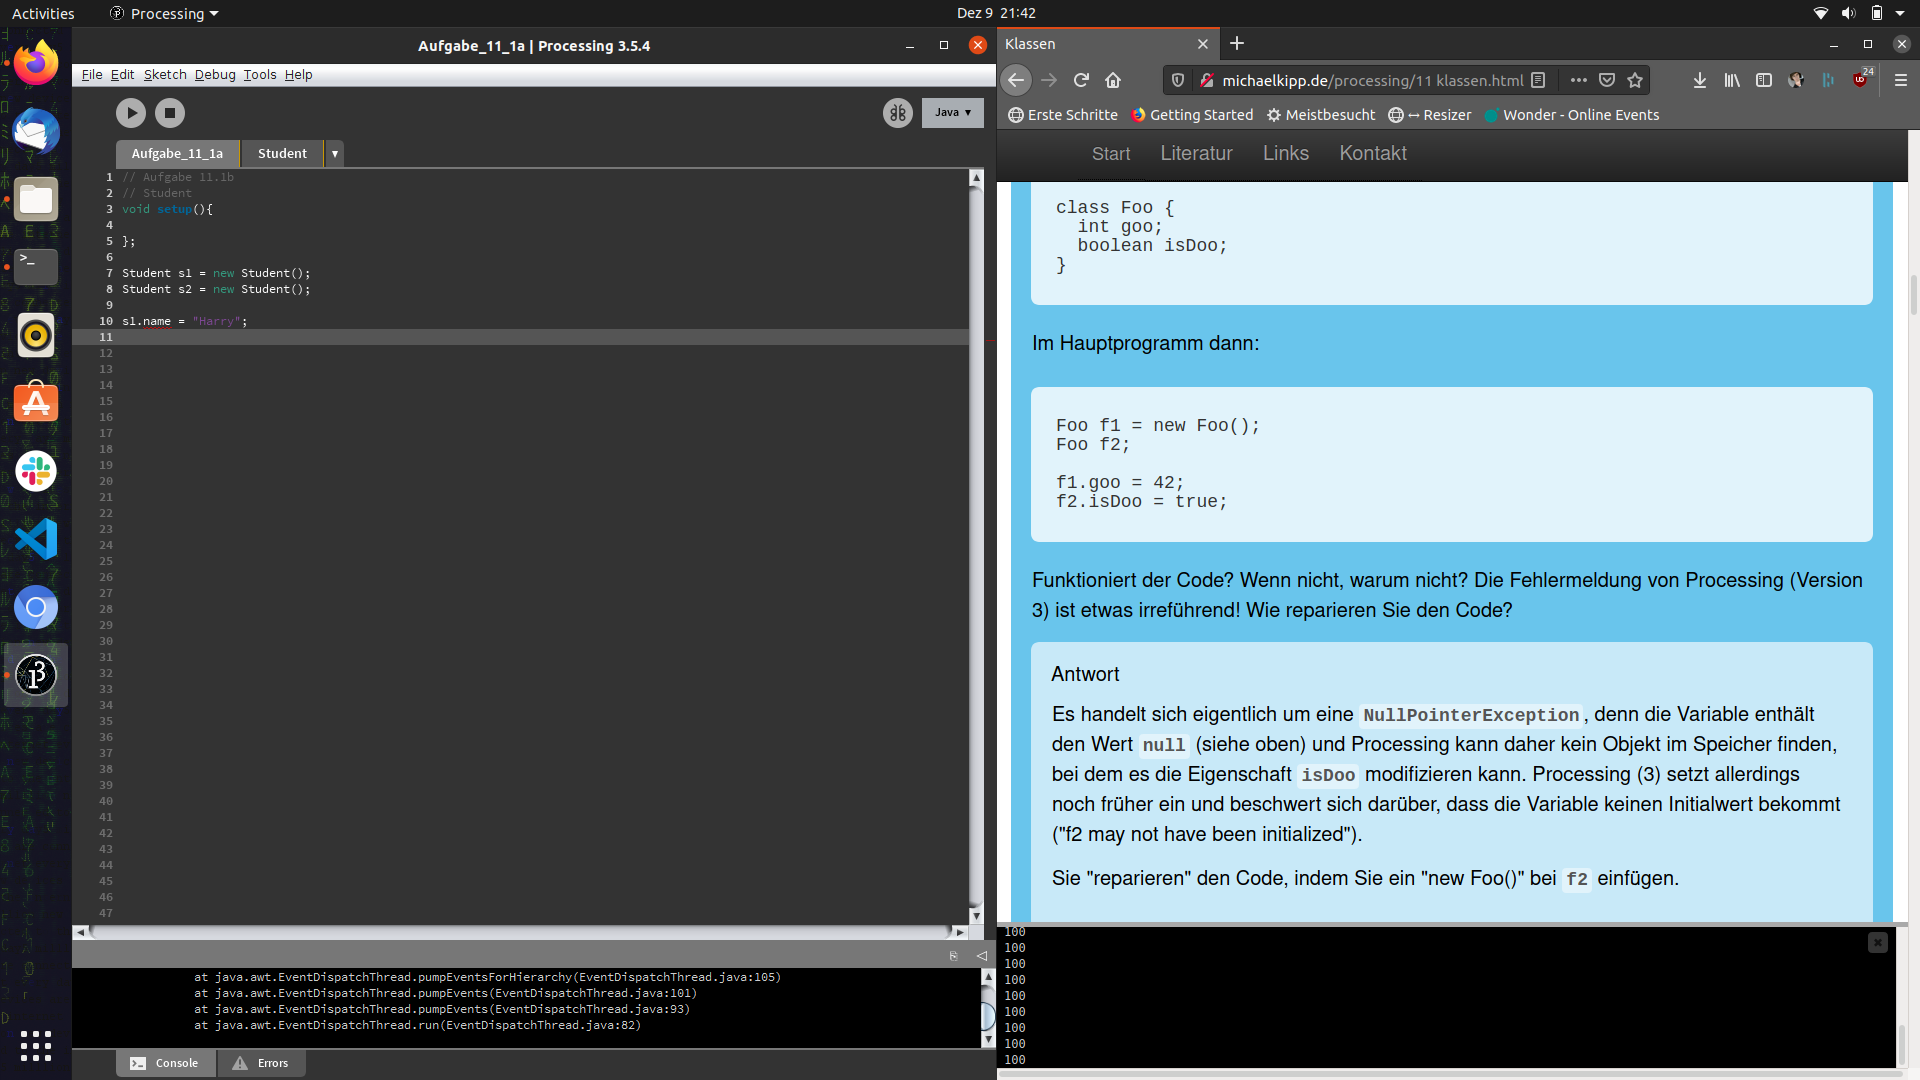 Activities
Processing
Dez 9 21:42
Aufgabe_11_1a | Processing 3.5.4
File Edit Sketch Debug Tools Help
Java
Aufgabe_11_1a
Student
1 // Aufgabe 11.1b
2 // Student
3 void setup(){
4
5 };
6
7 Student s1 = new Student();
8 Student s2 = new Student();
9
10 s1.name = "Harry";
11
12
13
14
15
16
17
18
19
20
21
22
23
24
25
26
27
28
29
30
31
32
33
34
35
36
37
38
39
40
41
42
43
44
45
46
47
at java.awt.EventDispatchThread.pumpEventsForHierarchy(EventDispatchThread.java:105)
at java.awt.EventDispatchThread.pumpEvents(EventDispatchThread.java:101)
at java.awt.EventDispatchThread.pumpEvents(EventDispatchThread.java:93)
at java.awt.EventDispatchThread.run(EventDispatchThread.java:82)
Console
Errors
Klassen
michaelkipp.de/processing/11 klassen.html
24
Erste Schritte
Getting Started
Meistbesucht
↔ Resizer
Wonder - Online Events
Start
Literatur
Links
Kontakt
class Foo {
int goo;
boolean isDoo;
}
Im Hauptprogramm dann:
Foo f1 = new Foo();
Foo f2;
f1.goo = 42;
f2.isDoo = true;
Funktioniert der Code? Wenn nicht, warum nicht? Die Fehlermeldung von Processing (Version
3) ist etwas irreführend! Wie reparieren Sie den Code?
Antwort
Es handelt sich eigentlich um eine NullPointerException, denn die Variable enthält
den Wert null (siehe oben) und Processing kann daher kein Objekt im Speicher finden,
bei dem es die Eigenschaft isDoo modifizieren kann. Processing (3) setzt allerdings
noch früher ein und beschwert sich darüber, dass die Variable keinen Initialwert bekommt
("f2 may not have been initialized").
Sie "reparieren" den Code, indem Sie ein "new Foo()" bei f2 einfügen.
100
100
100
100
100
100
100
100
100